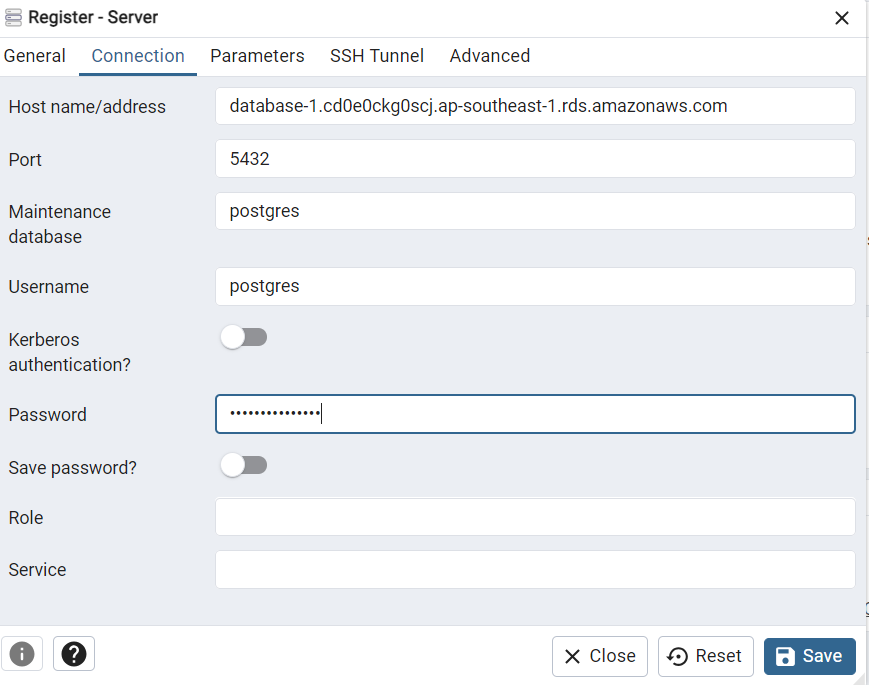 Register - Server
General Connection Parameters SSH Tunnel Advanced
Host name/address database-1.cd0e0ckg0scj.ap-southeast-1.rds.amazonaws.com
Port 5432
Maintenance
database postgres
Username postgres
Kerberos
authentication?
Password •••••••••••••••
Save password?
Role
Service
Close Reset Save